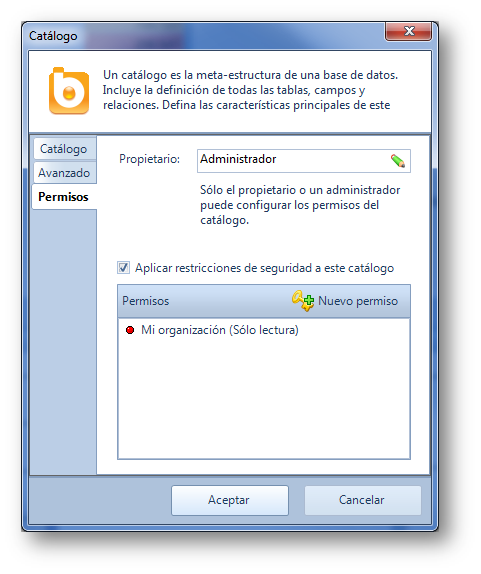 Catálogo
Un catálogo es la meta-estructura de una base de datos.
Incluye la definición de todas las tablas, campos y
relaciones. Defina las características principales de este
Catálogo
Avanzado
Permisos
Propietario:
Administrador
Sólo el propietario o un administrador
puede configurar los permisos del
catálogo.
Aplicar restricciones de seguridad a este catálogo
Permisos
Nuevo permiso
Mi organización (Sólo lectura)
Aceptar
Cancelar